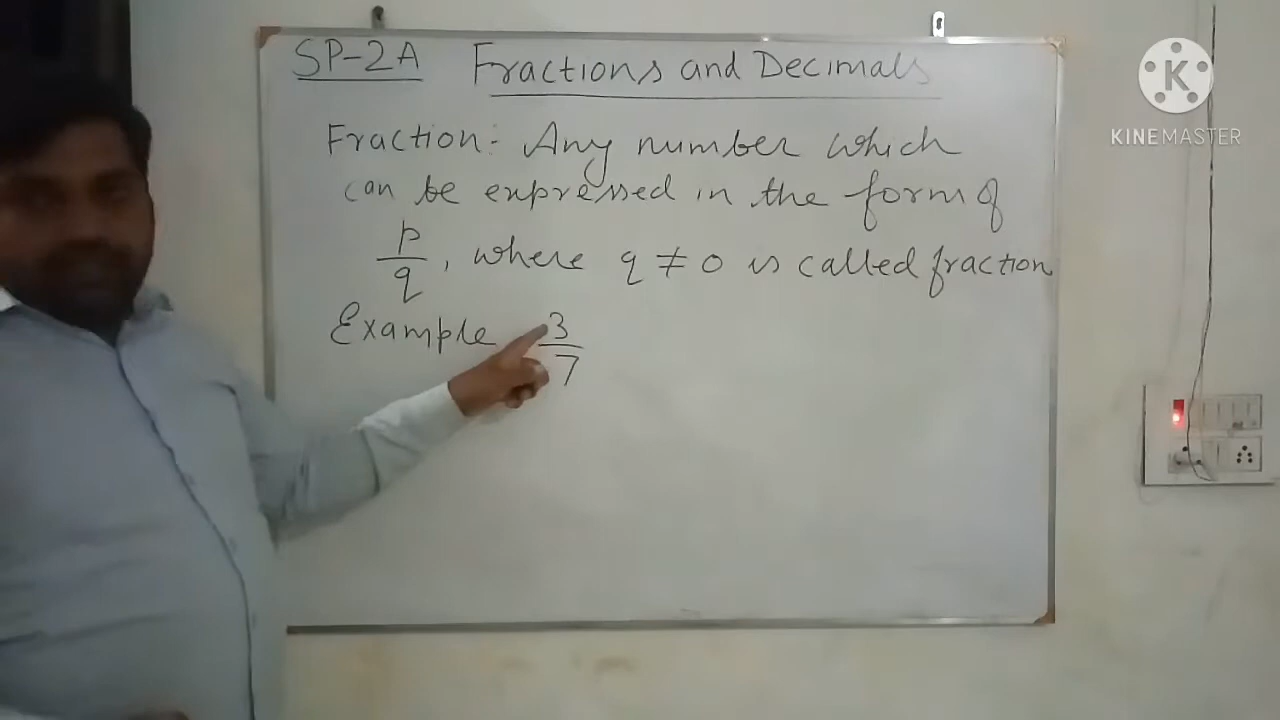 SP-2A Fractions and Decimals
Fraction:- Any number which
can be expressed in the form of
p/q, where q ≠ 0 is called fraction
Example 3/7
K
KINEMASTER